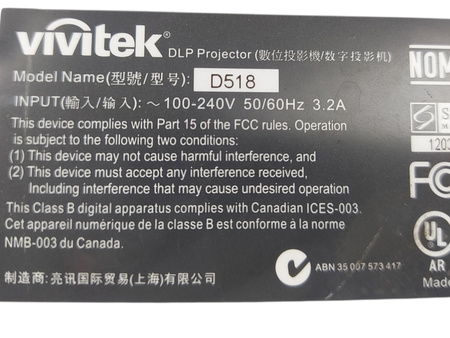 vivitek®
DLP Projector (數位投影機/数字投影机)
Model Name(型號/型号): D518
INPUT(輸入/输入): ～ 100-240V 50/60Hz 3.2A
This device complies with Part 15 of the FCC rules. Operation
is subject to the following two conditions:
(1) This device may not cause harmful interference, and
(2) This device must accept any interference received,
Including interference that may cause undesired operation
This Class B digital apparatus complies with Canadian ICES-003.
Cet appareil numérique de la classe B est conforme à la norme
NMB-003 du Canada.
制造商: 亮讯国际贸易(上海)有限公司
ABN 35 007 573 417
NOM
S
1203
FC
UL
AR
Made